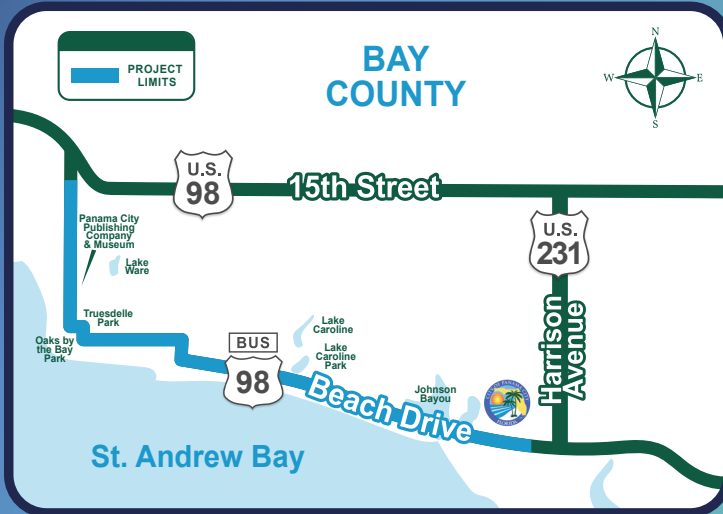 PROJECT
LIMITS
BAY
COUNTY
N
W
E
S
U.S.
98
15th Street
U.S.
231
Harrison
Avenue
Panama City
Publishing
Company
& Museum
Lake
Ware
Truesdelle
Park
Oaks by
the Bay
Park
BUS
98
Lake
Caroline
Lake
Caroline
Park
Beach Drive
Johnson
Bayou
St. Andrew Bay